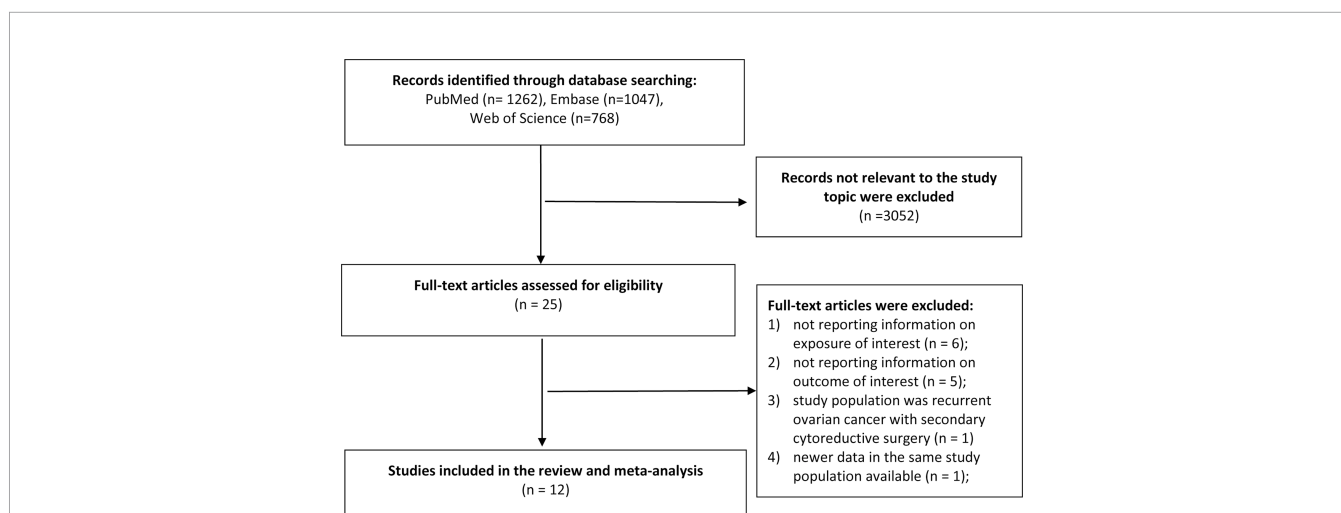 Records identified through database searching:
PubMed (n= 1262), Embase (n=1047),
Web of Science (n=768)
Records not relevant to the study
topic were excluded
(n =3052)
Full-text articles assessed for eligibility
(n = 25)
Full-text articles were excluded:
1) not reporting information on
exposure of interest (n = 6);
2) not reporting information on
outcome of interest (n = 5);
3) study population was recurrent
ovarian cancer with secondary
cytoreductive surgery (n = 1)
4) newer data in the same study
population available (n = 1);
Studies included in the review and meta-analysis
(n = 12)